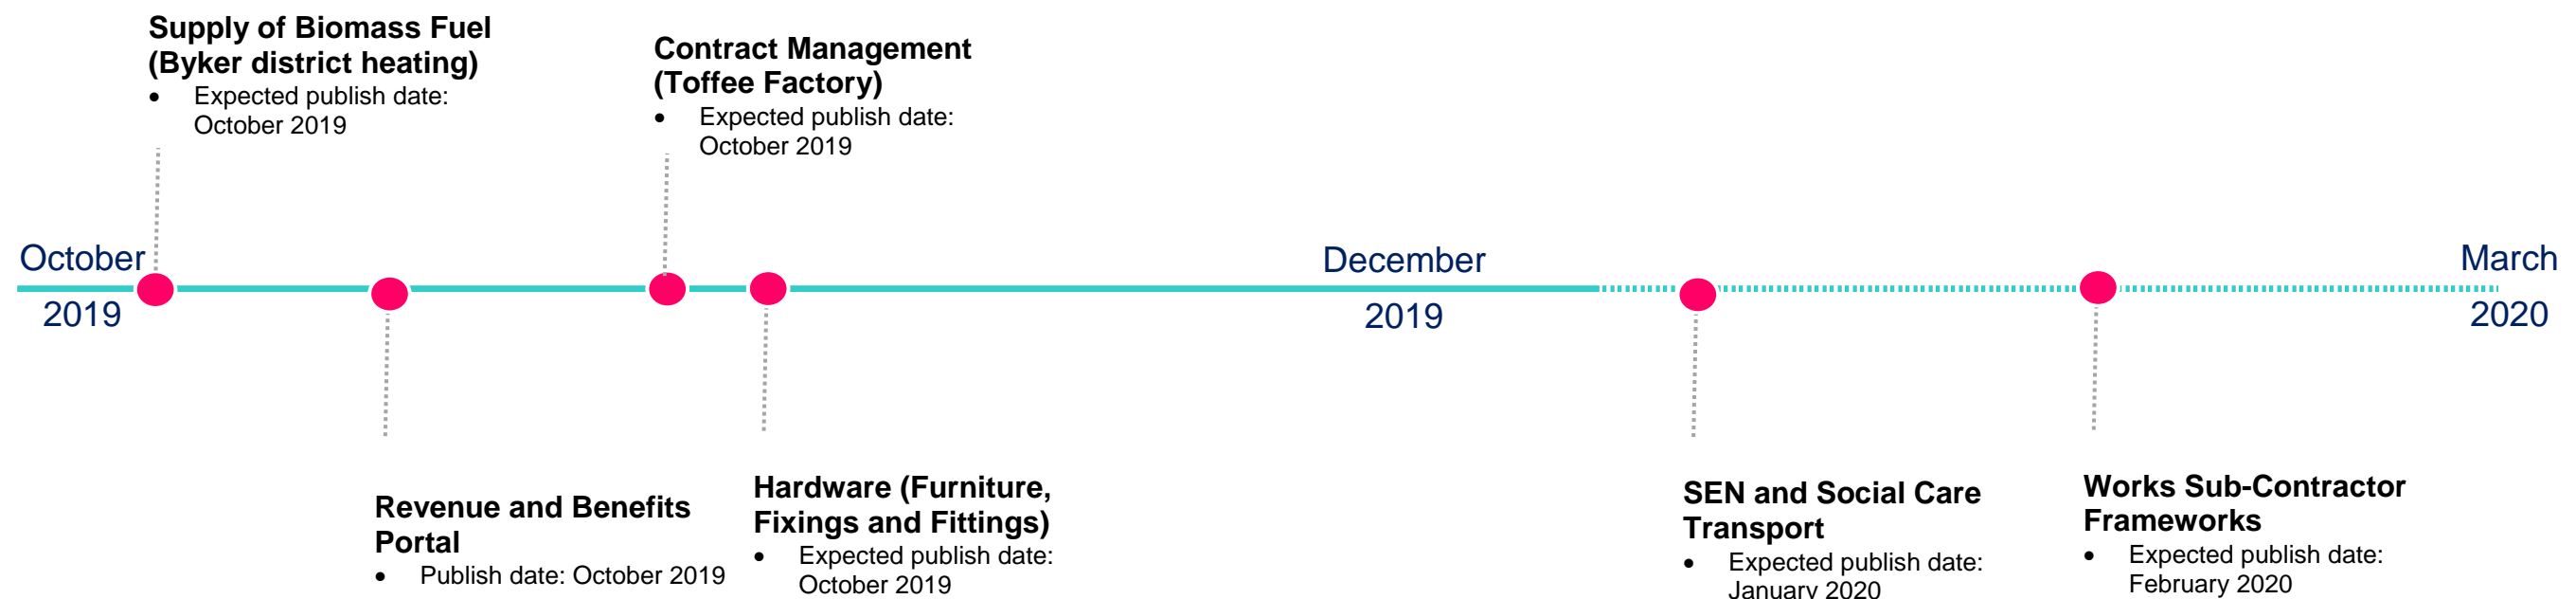 Supply of Biomass Fuel
(Byker district heating)
• Expected publish date:
October 2019
Contract Management
(Toffee Factory)
• Expected publish date:
October 2019
October
2019
December
2019
March
2020
Revenue and Benefits
Portal
• Publish date: October 2019
Hardware (Furniture,
Fixings and Fittings)
• Expected publish date:
October 2019
SEN and Social Care
Transport
• Expected publish date:
January 2020
Works Sub-Contractor
Frameworks
• Expected publish date:
February 2020